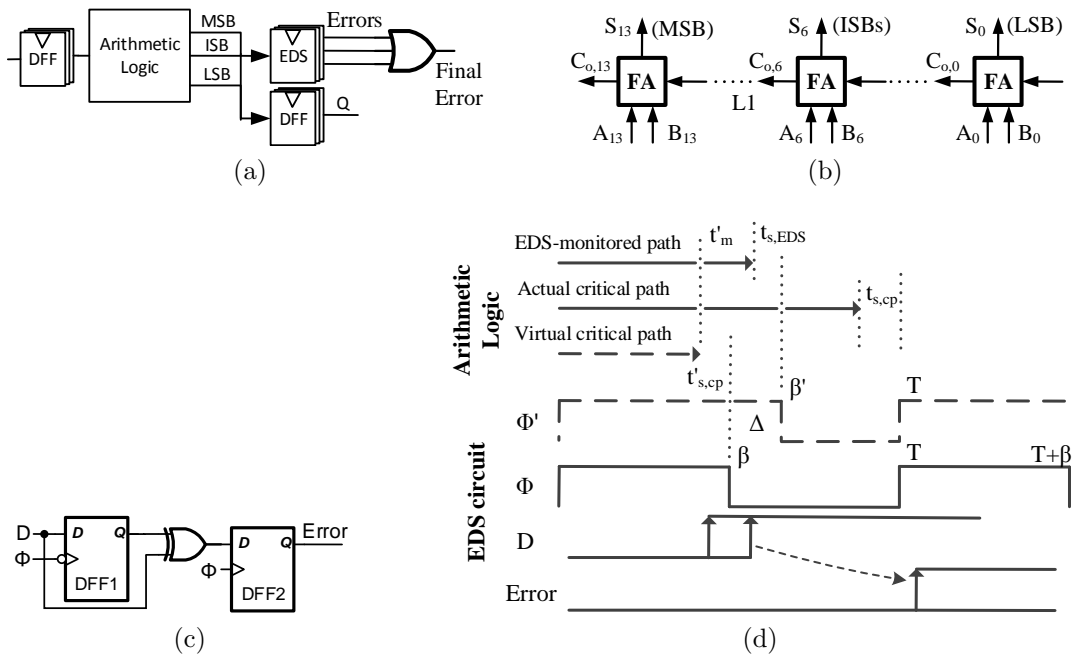 DFF
Arithmetic
Logic
MSB
ISB
LSB
Errors
EDS
DFF
Q
Final
Error
(a)
S13 (MSB)
S6 (ISBs)
S0 (LSB)
Co,13
FA
Co,6
FA
Co,0
FA
L1
A13 B13
A6 B6
A0 B0
(b)
D
Φ
D Q
DFF1
D Q
Φ
DFF2
Error
(c)
Arithmetic
Logic
EDS-monitored path
t'm
ts,EDS
Actual critical path
ts,cp
Virtual critical path
t's,cp
EDS circuit
Φ'
Δ
β'
T
Φ
β
T
T+β
D
Error
(d)